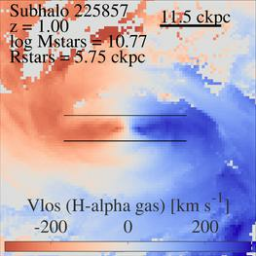 Subhalo 225857
11.5 ckpc
z = 1.00
log Mstars = 10.77
Rstars = 5.75 ckpc
Vlos (H-alpha gas) [km s⁻¹]
-200 0 200